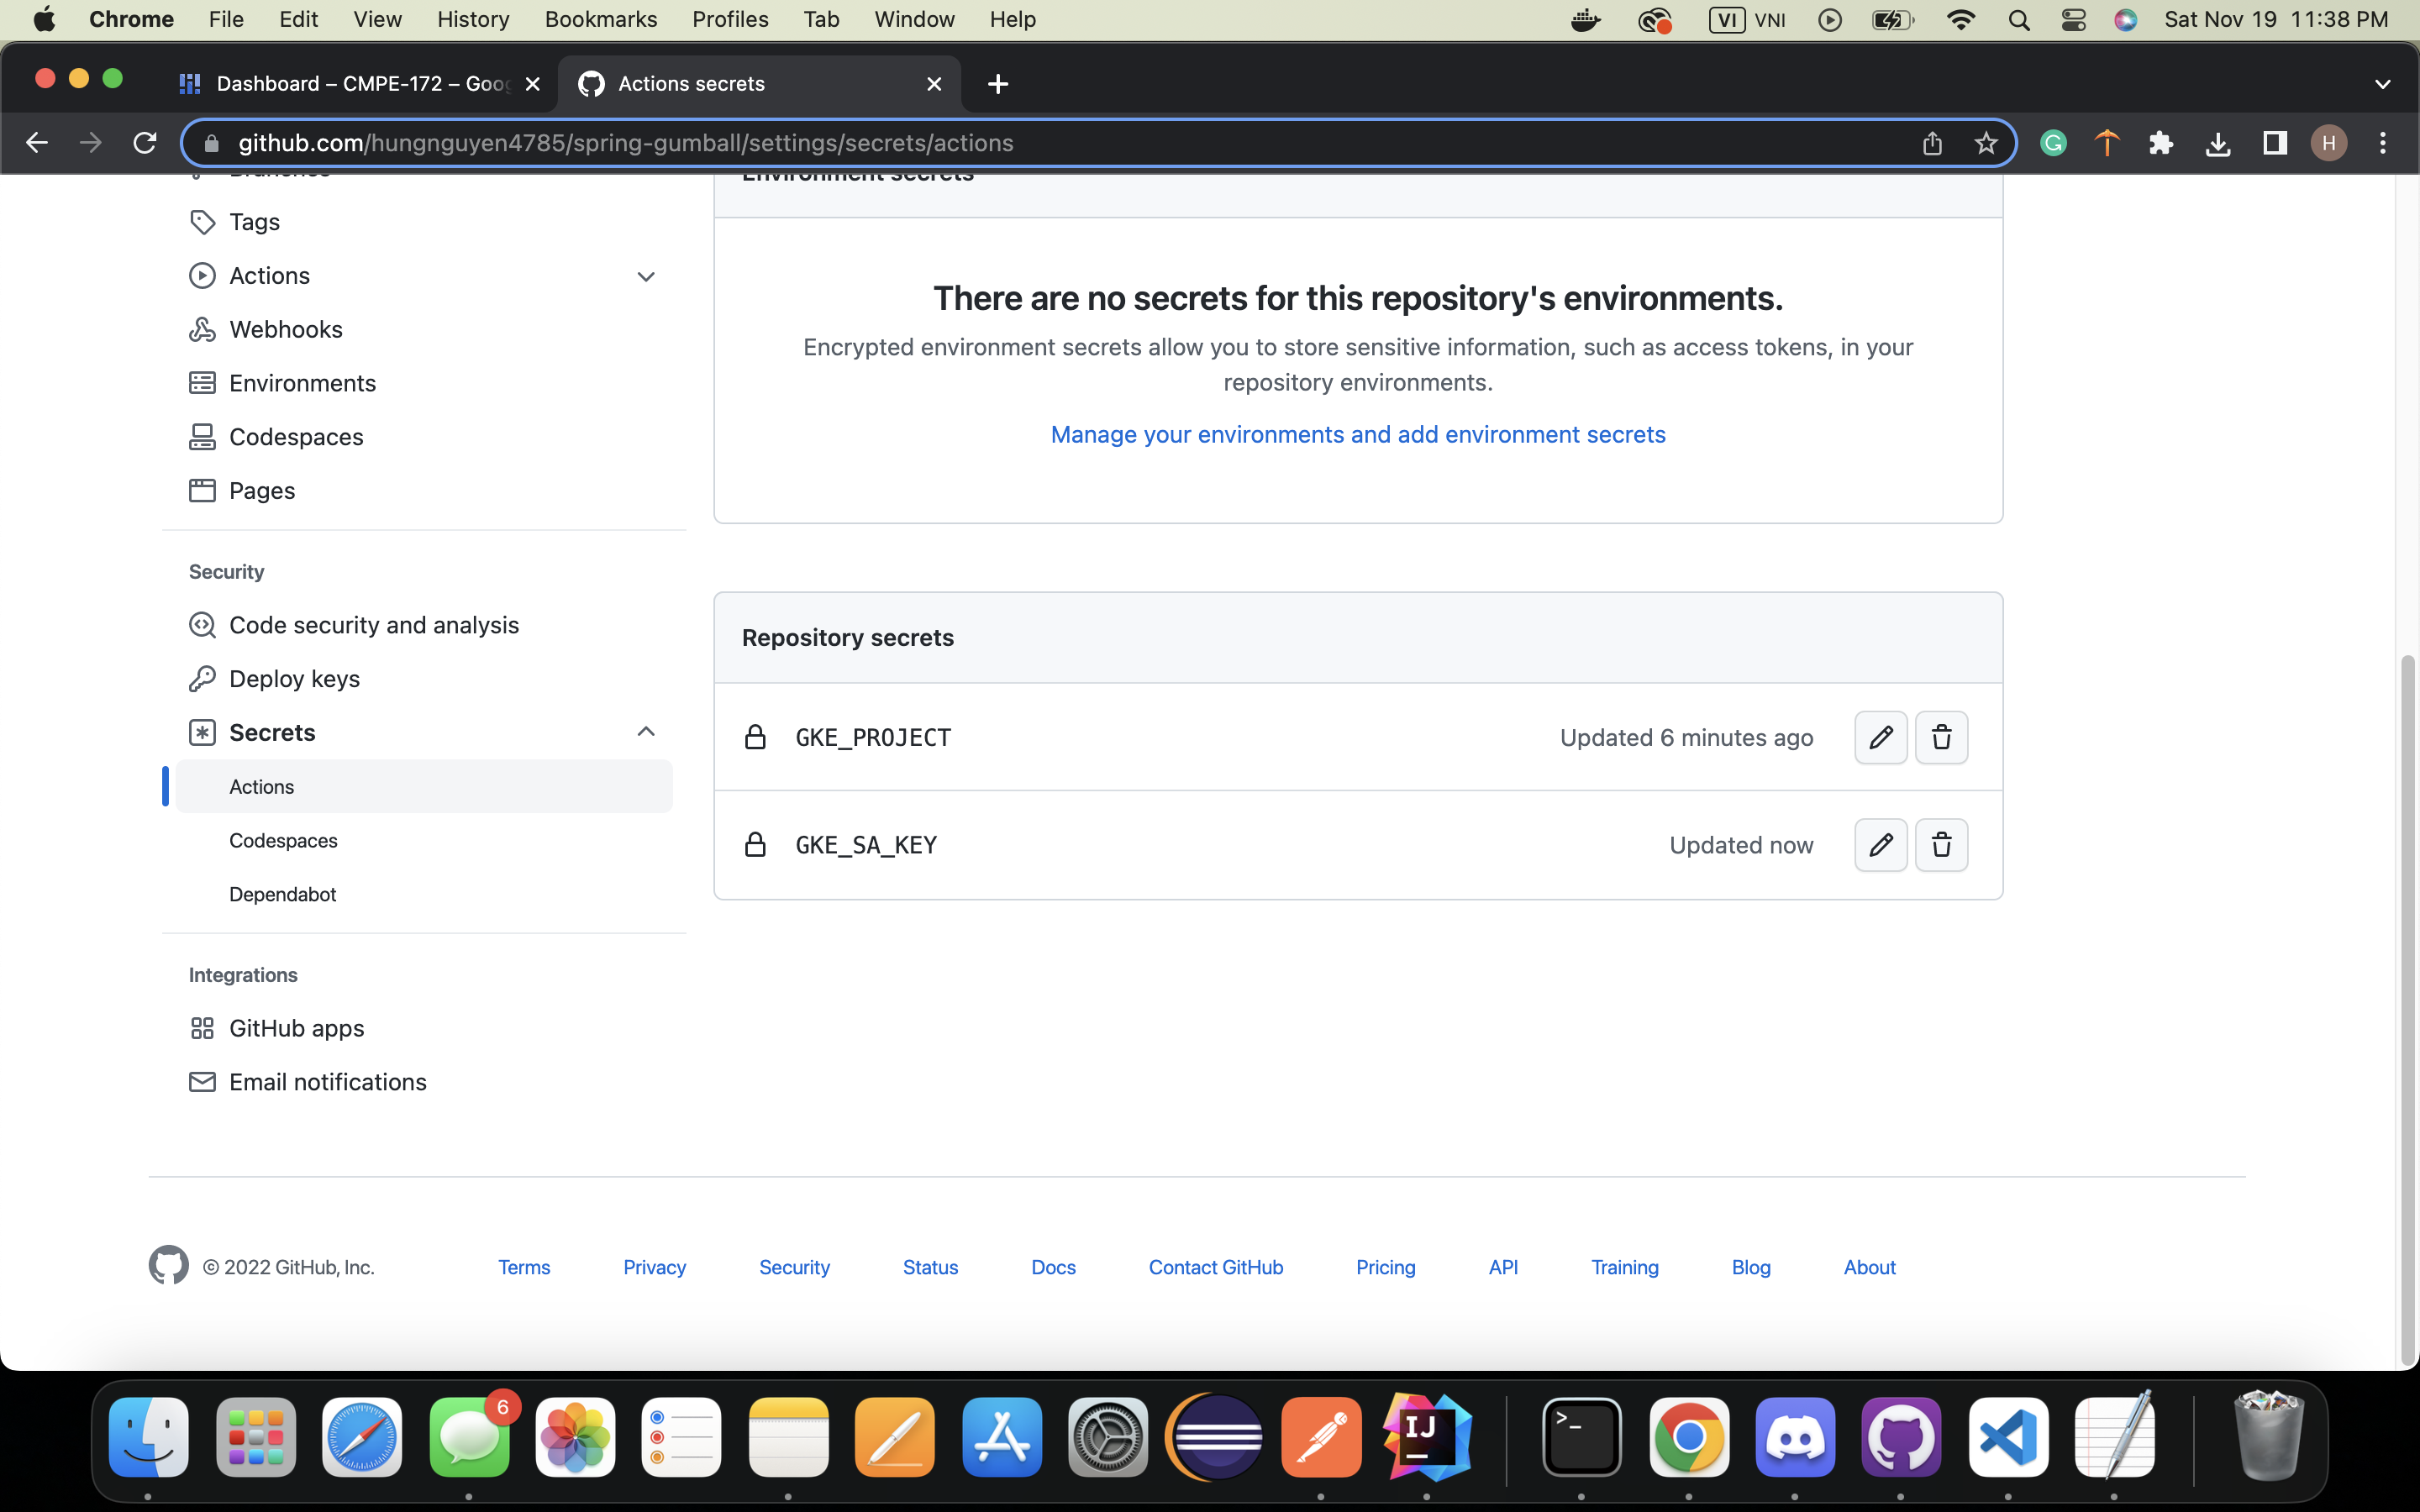 Chrome File Edit View History Bookmarks Profiles Tab Window Help VI VNI Sat Nov 19 11:38 PM
Dashboard – CMPE-172 – Goog Actions secrets
github.com/hungnguyen4785/spring-gumball/settings/secrets/actions H
Branches
Tags
Actions
Webhooks
Environments
Codespaces
Pages
Security
Code security and analysis
Deploy keys
Secrets
Actions
Codespaces
Dependabot
Integrations
GitHub apps
Email notifications
Environment secrets
There are no secrets for this repository's environments.
Encrypted environment secrets allow you to store sensitive information, such as access tokens, in your
repository environments.
Manage your environments and add environment secrets
Repository secrets
GKE_PROJECT Updated 6 minutes ago
GKE_SA_KEY Updated now
© 2022 GitHub, Inc. Terms Privacy Security Status Docs Contact GitHub Pricing API Training Blog About
6
IJ